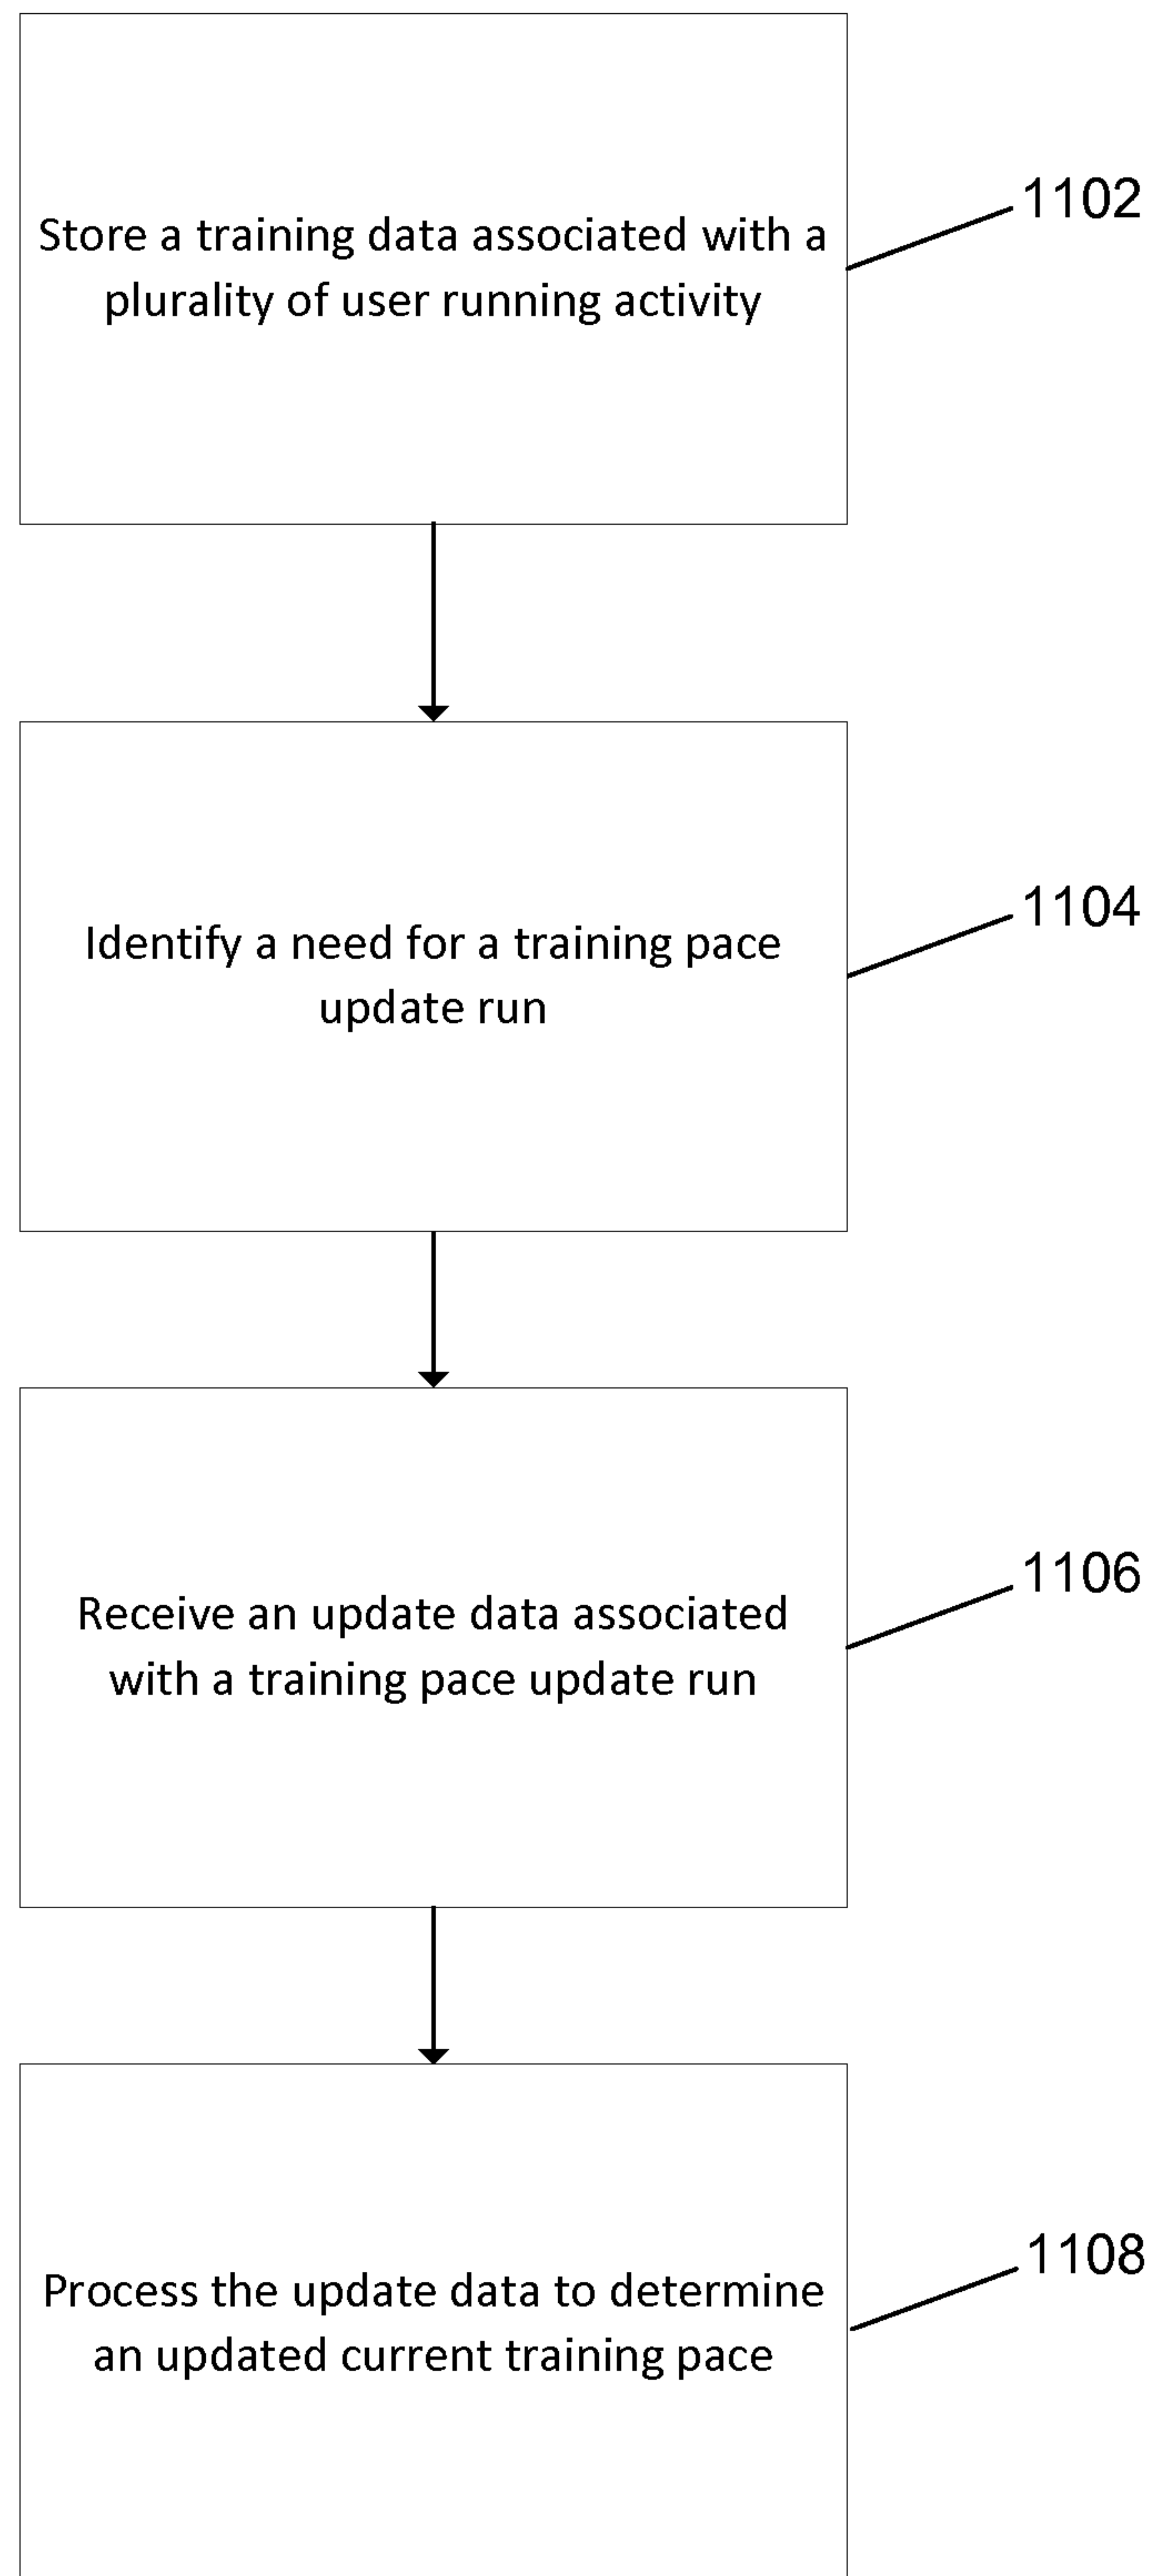 Store a training data associated with a
plurality of user running activity
1102
Identify a need for a training pace
update run
1104
Receive an update data associated
with a training pace update run
1106
Process the update data to determine
an updated current training pace
1108